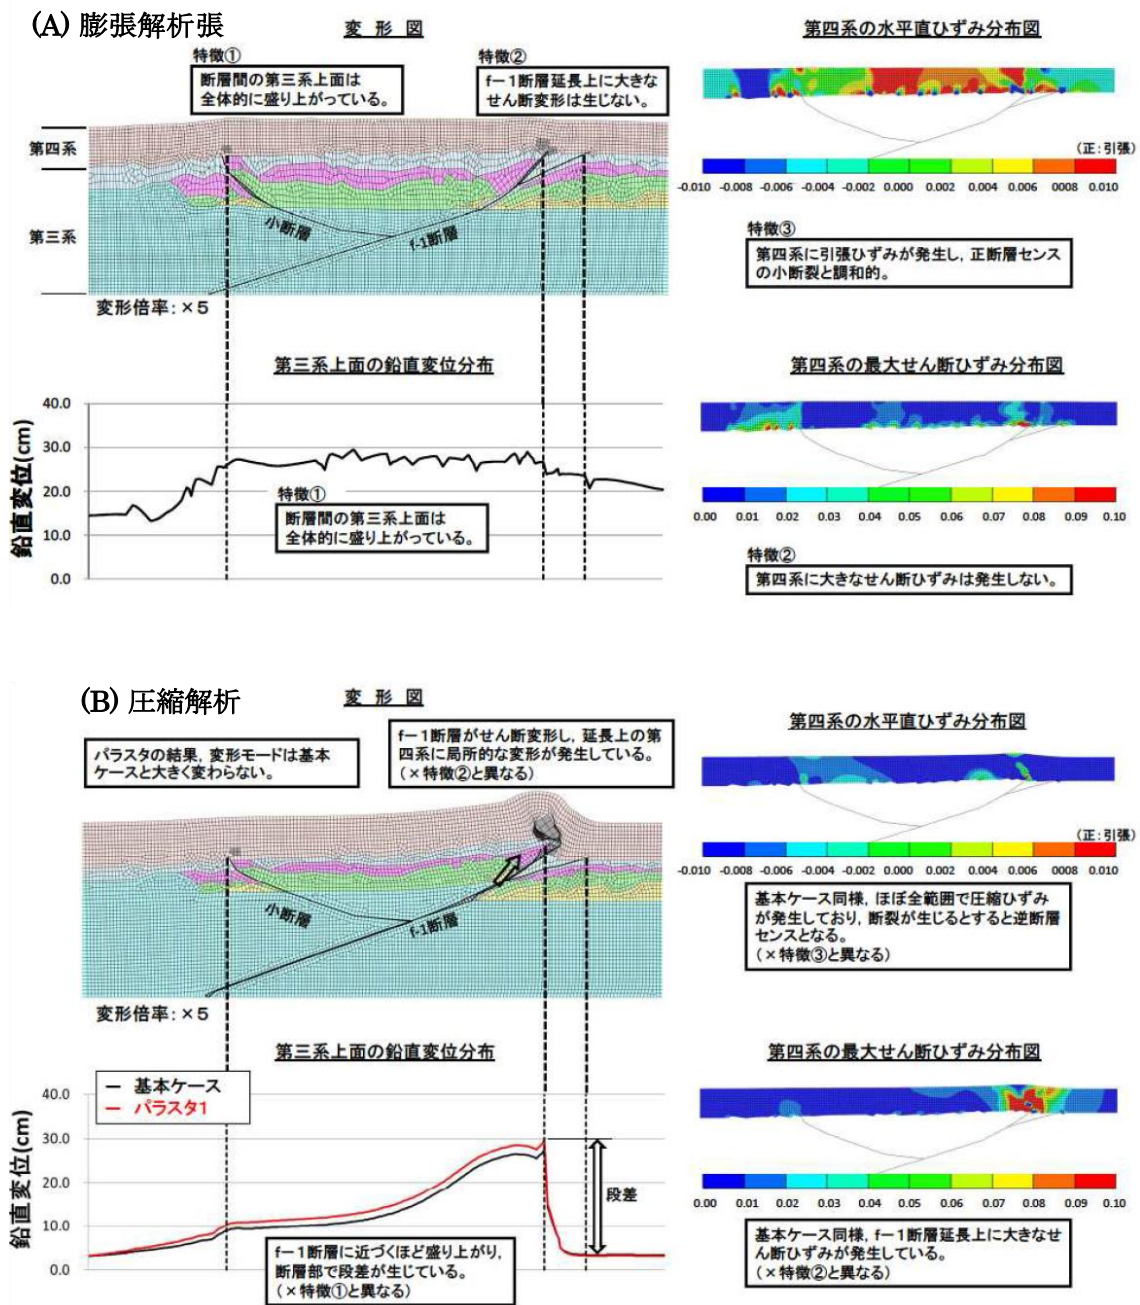 (A) 膨張解析張
変 形 図
特徴①
断層間の第三系上面は
全体的に盛り上がっている。
特徴②
f－1断層延長上に大きな
せん断変形は生じない。
第四系
第三系
小断層
f-1断層
変形倍率：×5
第四系の水平直ひずみ分布図
(正：引張)
-0.010 -0.008 -0.006 -0.004 -0.002 0.000 0.002 0.004 0.006 0008 0.010
特徴③
第四系に引張ひずみが発生し，正断層センス
の小断裂と調和的。
第三系上面の鉛直変位分布
鉛直変位(cm)
40.0
30.0
20.0
10.0
0.0
特徴①
断層間の第三系上面は
全体的に盛り上がっている。
第四系の最大せん断ひずみ分布図
0.00 0.01 0.02 0.03 0.04 0.05 0.06 0.07 0.08 0.09 0.10
特徴②
第四系に大きなせん断ひずみは発生しない。
(B) 圧縮解析
変 形 図
パラスタの結果，変形モードは基本
ケースと大きく変わらない。
f－1断層がせん断変形し，延長上の第
四系に局所的な変形が発生している。
(×特徴②と異なる)
小断層
f-1断層
変形倍率：×5
第四系の水平直ひずみ分布図
(正：引張)
-0.010 -0.008 -0.006 -0.004 -0.002 0.000 0.002 0.004 0.006 0008 0.010
基本ケース同様，ほぼ全範囲で圧縮ひずみ
が発生しており，断裂が生じるとすると逆断層
センスとなる。
(×特徴③と異なる)
第三系上面の鉛直変位分布
鉛直変位(cm)
40.0
30.0
20.0
10.0
0.0
基本ケース
パラスタ1
段差
f－1断層に近づくほど盛り上がり，
断層部で段差が生じている。
(×特徴①と異なる)
第四系の最大せん断ひずみ分布図
0.00 0.01 0.02 0.03 0.04 0.05 0.06 0.07 0.08 0.09 0.10
基本ケース同様，f－1断層延長上に大きなせ
ん断ひずみが発生している。
(×特徴②と異なる)